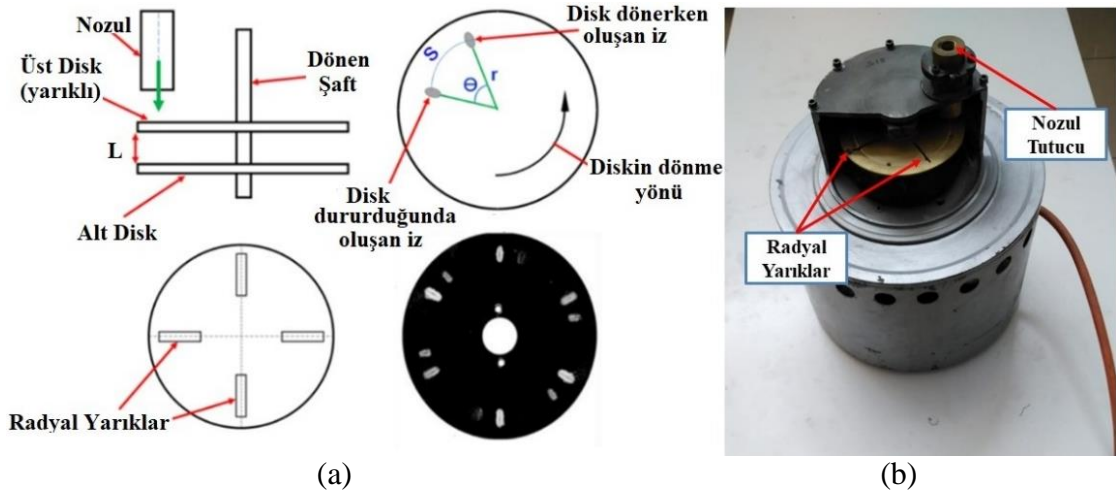 Nozul
Üst Disk
(yarıklı)
L
Alt Disk
Dönen
Şaft
Disk dönerken
oluşan iz
S
r
Θ
Diskin dönme
yönü
Disk
dururduğunda
oluşan iz
Radyal Yarıklar
Nozul
Tutucu
Radyal
Yarıklar
(a)
(b)